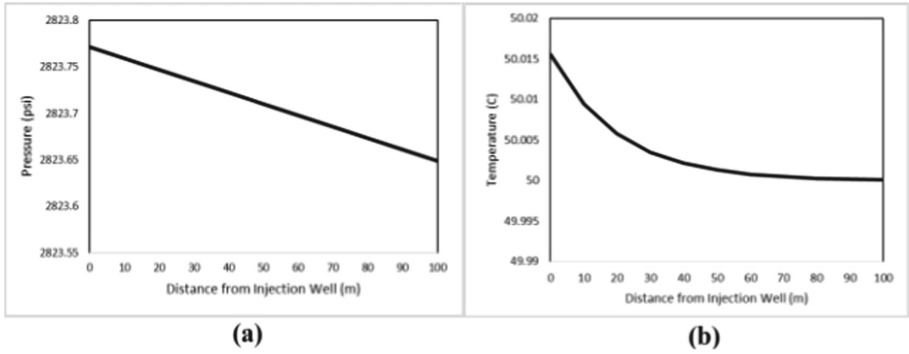 2823.8
2823.75
2823.7
2823.65
2823.6
2823.55
Pressure (psi)
0 10 20 30 40 50 60 70 80 90 100
Distance from Injection Well (m)
(a)
50.02
50.015
50.01
50.005
50
49.995
49.99
Temperature (C)
0 10 20 30 40 50 60 70 80 90 100
Distance from Injection Well (m)
(b)